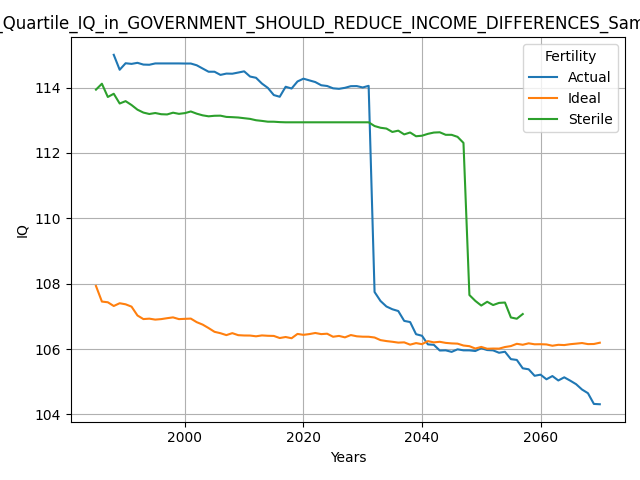 _Quartile_IQ_in_GOVERNMENT_SHOULD_REDUCE_INCOME_DIFFERENCES_Sam
Fertility
Actual
Ideal
Sterile
114
112
110
108
106
104
IQ
2000
2020
2040
2060
Years